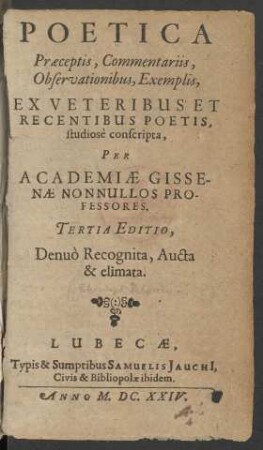 POETICA
Præceptis, Commentariis,
Observationibus, Exemplis,
EX VETERIBUS ET
RECENTIBUS POETIS,
studiosè conscripta,
PER
ACADEMIÆ GISSE-
NÆ NONNULLOS PRO-
FESSORES.
TERTIA EDITIO,
Denuò Recognita, Aucta
& elimata.
LUBECÆ,
Typis & Sumptibus SAMUELIS JAUCHI,
Civis & Bibliopolæ ibidem.
ANNO M. DC. XXIV.